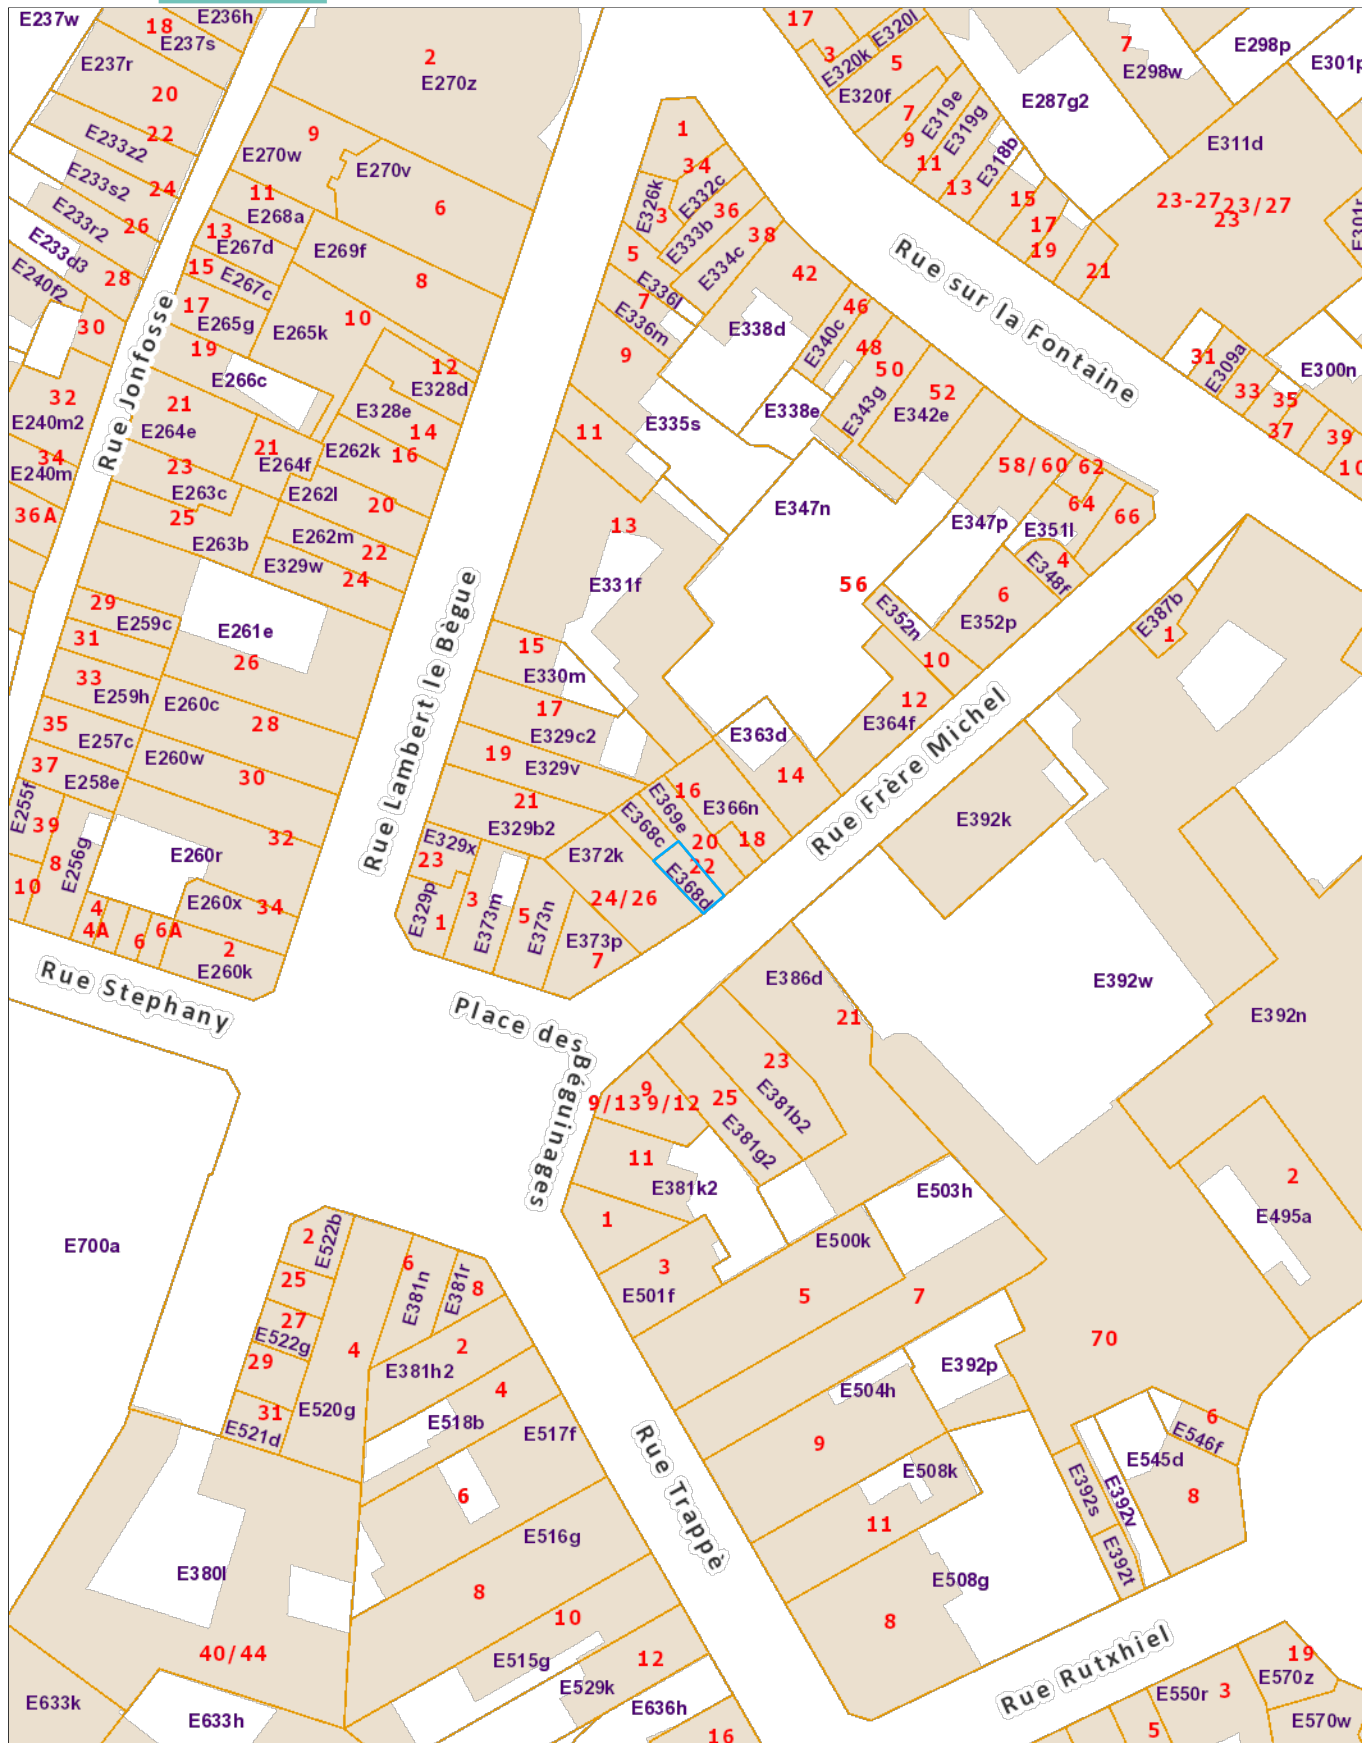 E237w
18
E236h
E237s
E237r
20
22
E233z2
E233s2
24
E233r2
26
E233d3
28
E240f2
30
32
E240m2
34
E240m
36A
Rue Jonfosse
2
E270z
9
E270w
E270v
6
11
E268a
13
E267d
E269f
15
E267c
8
17
E265g
E265k
10
19
E266c
12
E328d
21
E264e
E328e
14
21
E264f
E262k
16
23
E263c
E262l
20
25
E263b
E262m
22
E329w
24
29
E259c
E261e
31
26
33
E259h
E260c
28
35
E257c
E260w
37
E258e
30
E255f
39
32
8
E256g
E260r
10
4
E260x
34
4A
6
6A
2
E260k
Rue Stephany
Rue Lambert le Bègue
17
3
E320l
E320k
5
E320f
7
E319e
9
E319g
11
E318b
13
15
17
19
21
E287g2
7
E298w
E298p
E301p
E311d
23-27
23/27
23
E301r
Rue sur la Fontaine
31
E309a
33
35
37
39
E300n
10
1
34
E326k
3
E332c
36
E333b
38
5
E334c
42
E336l
7
E336m
E338d
46
E340c
48
9
50
E335s
E338e
E343g
52
E342e
11
58/60
62
64
66
13
E347n
E347p
E351l
4
E348f
E331f
56
6
E352n
E352p
15
10
E330m
12
E364f
17
E329c2
E363d
19
E329v
14
16
E366n
E369e
21
E329b2
E368c
20
18
22
E368d
E329x
23
E372k
24/26
E329p
1
3
E373m
5
E373n
E373p
7
Rue Frère Michel
E387b
1
E392k
E392w
E392n
Place des
Béguinages
E386d
21
23
E381b2
25
E381g2
9
9/13
9/12
11
E381k2
1
3
E501f
E500k
E503h
5
7
2
E495a
70
E700a
2
E522b
25
27
E522g
29
31
E521d
4
E520g
6
E381n
E381r
8
2
E381h2
4
E518b
E517f
6
E516g
8
10
E515g
12
E529k
E636h
16
E380l
40/44
E633k
E633h
Rue Trappè
E504h
E392p
9
E508k
11
E508g
8
6
E546f
E545d
8
E392s
E392v
E392t
Rue Rutxhiel
19
E570z
E550r
3
5
E570w